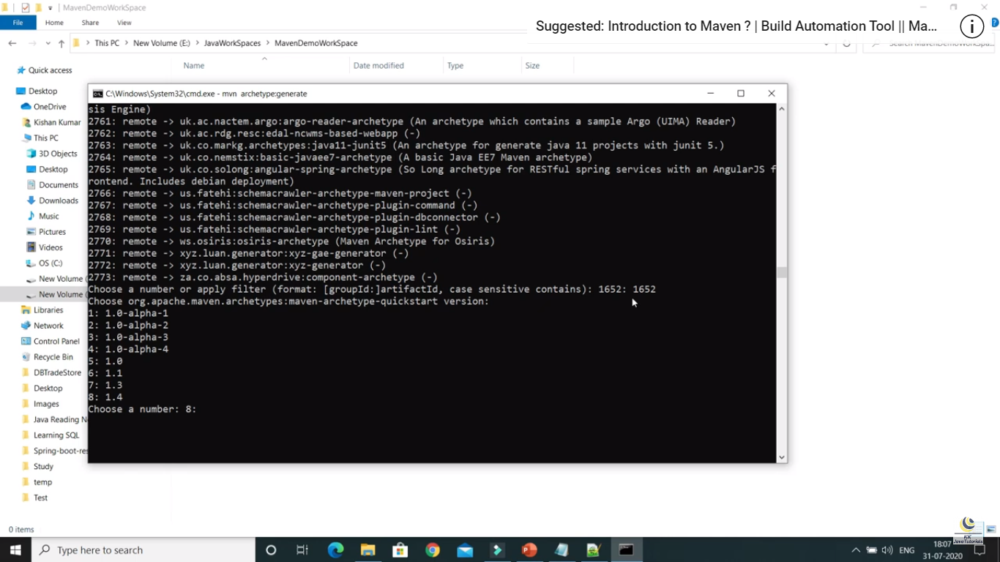 MavenDemoWorkSpace
File Home Share View
Suggested: Introduction to Maven ? | Build Automation Tool || Ma...
This PC > New Volume (E:) > JavaWorkSpaces > MavenDemoWorkSpace
Search MavenDemoWorkSpa...
Name Date modified Type Size
Quick access
Desktop
OneDrive
Kishan Kumar
This PC
3D Objects
Desktop
Documents
Downloads
Music
Pictures
Videos
OS (C:)
New Volume (
New Volume (
Libraries
Network
Control Panel
Recycle Bin
DBTradeStore
Desktop
Images
Java Reading N
Learning SQL
Spring-boot-res
Study
temp
Test
C:\Windows\System32\cmd.exe - mvn archetype:generate
sis Engine)
2761: remote -> uk.ac.nactem.argo:argo-reader-archetype (An archetype which contains a sample Argo (UIMA) Reader)
2762: remote -> uk.ac.rdg.resc:edal-ncwms-based-webapp (-)
2763: remote -> uk.co.markg.archetypes:java11-junit5 (An archetype for generate java 11 projects with junit 5.)
2764: remote -> uk.co.nemstix:basic-javaee7-archetype (A basic Java EE7 Maven archetype)
2765: remote -> uk.co.solong:angular-spring-archetype (So Long archetype for RESTful spring services with an AngularJS f
rontend. Includes debian deployment)
2766: remote -> us.fatehi:schemacrawler-archetype-maven-project (-)
2767: remote -> us.fatehi:schemacrawler-archetype-plugin-command (-)
2768: remote -> us.fatehi:schemacrawler-archetype-plugin-dbconnector (-)
2769: remote -> us.fatehi:schemacrawler-archetype-plugin-lint (-)
2770: remote -> ws.osiris:osiris-archetype (Maven Archetype for Osiris)
2771: remote -> xyz.luan.generator:xyz-gae-generator (-)
2772: remote -> xyz.luan.generator:xyz-generator (-)
2773: remote -> za.co.absa.hyperdrive:component-archetype (-)
Choose a number or apply filter (format: [groupId:]artifactId, case sensitive contains): 1652: 1652
Choose org.apache.maven.archetypes:maven-archetype-quickstart version:
1: 1.0-alpha-1
2: 1.0-alpha-2
3: 1.0-alpha-3
4: 1.0-alpha-4
5: 1.0
6: 1.1
7: 1.3
8: 1.4
Choose a number: 8:
0 items
KK
JavaTutorials
Type here to search
ENG
18:07
31-07-2020